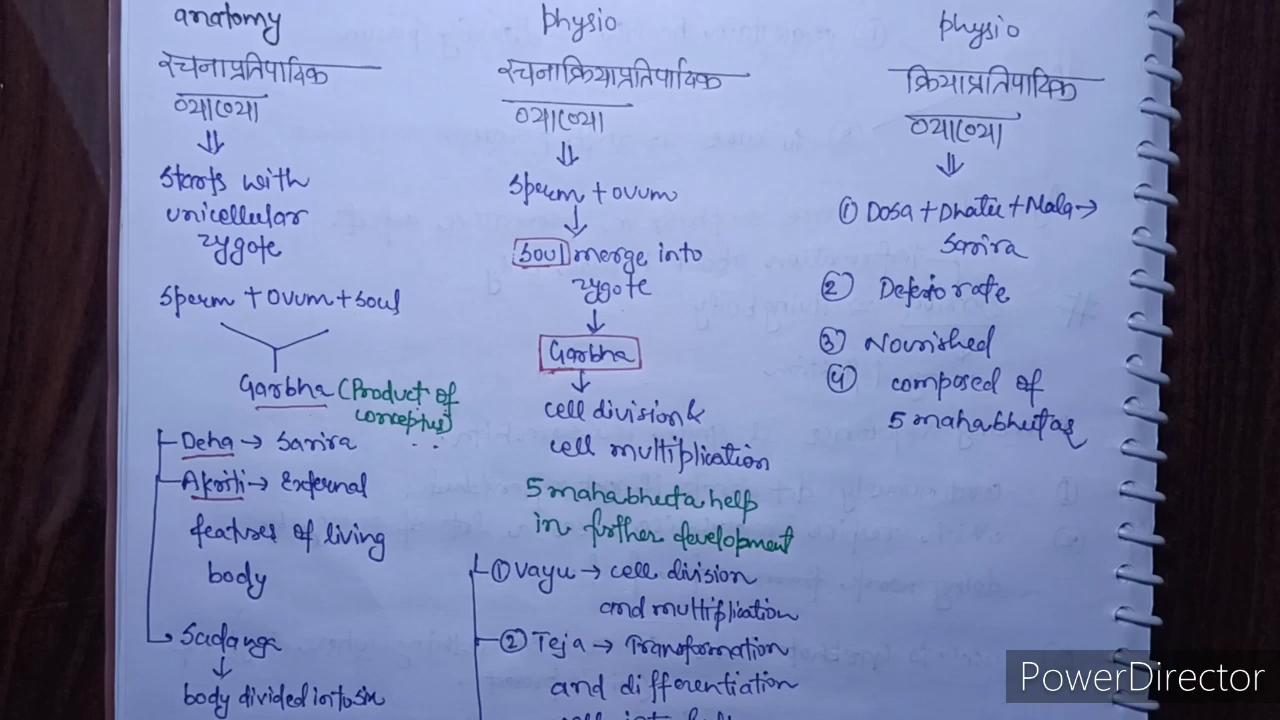 anatomy
रचनाप्रतिपादिक
व्याख्या
⇓
starts with
unicellular
zygote
sperm + ovum + soul
Garbha (Product of
conceptus)
Deha → sarira
Akriti → External
features of living
body
Sadanga
↓
body divided into six
physio
रचनाक्रियाप्रतिपादिक
व्याख्या
⇓
sperm + ovum
↓
soul merge into
zygote
↓
Garbha
↓
cell division &
cell multiplication
5 mahabhuta help
in further development
① Vayu → cell division
and multiplication
② Teja → Transformation
and differentiation
physio
क्रियाप्रतिपादिक
व्याख्या
⇓
① Dosa + Dhatu + Mala →
sarira
② Deteriorate
③ Nourished
④ composed of
5 mahabhutas
PowerDirector